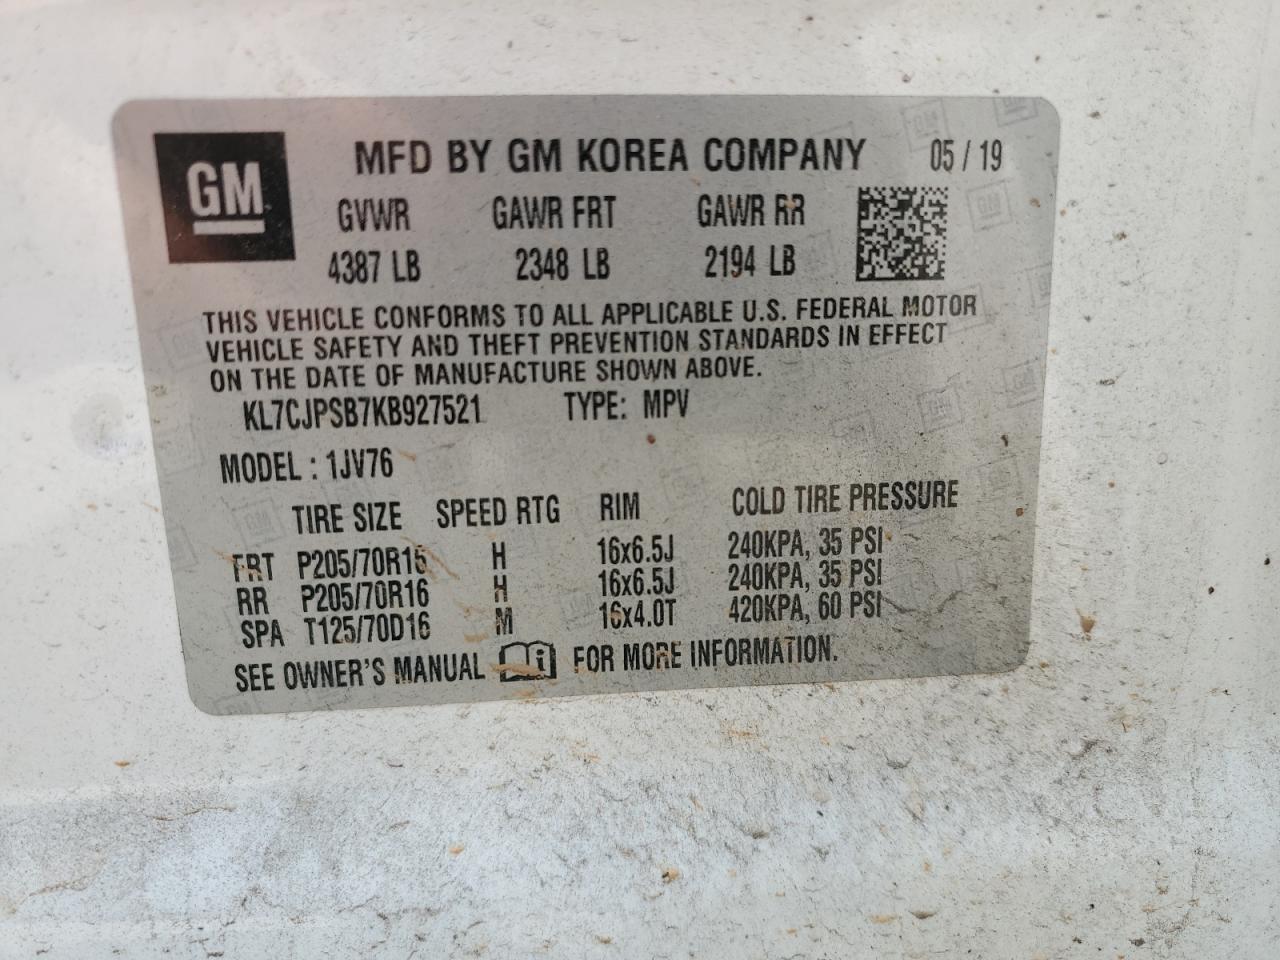 GM
MFD BY GM KOREA COMPANY 05 / 19
GVWR GAWR FRT GAWR RR
4387 LB 2348 LB 2194 LB
THIS VEHICLE CONFORMS TO ALL APPLICABLE U.S. FEDERAL MOTOR
VEHICLE SAFETY AND THEFT PREVENTION STANDARDS IN EFFECT
ON THE DATE OF MANUFACTURE SHOWN ABOVE.
KL7CJPSB7KB927521 TYPE: MPV
MODEL : 1JV76
TIRE SIZE SPEED RTG RIM COLD TIRE PRESSURE
FRT P205/70R16 H 16x6.5J 240KPA, 35 PSI
RR P205/70R16 H 16x6.5J 240KPA, 35 PSI
SPA T125/70D16 M 16x4.0T 420KPA, 60 PSI
SEE OWNER'S MANUAL i FOR MORE INFORMATION.